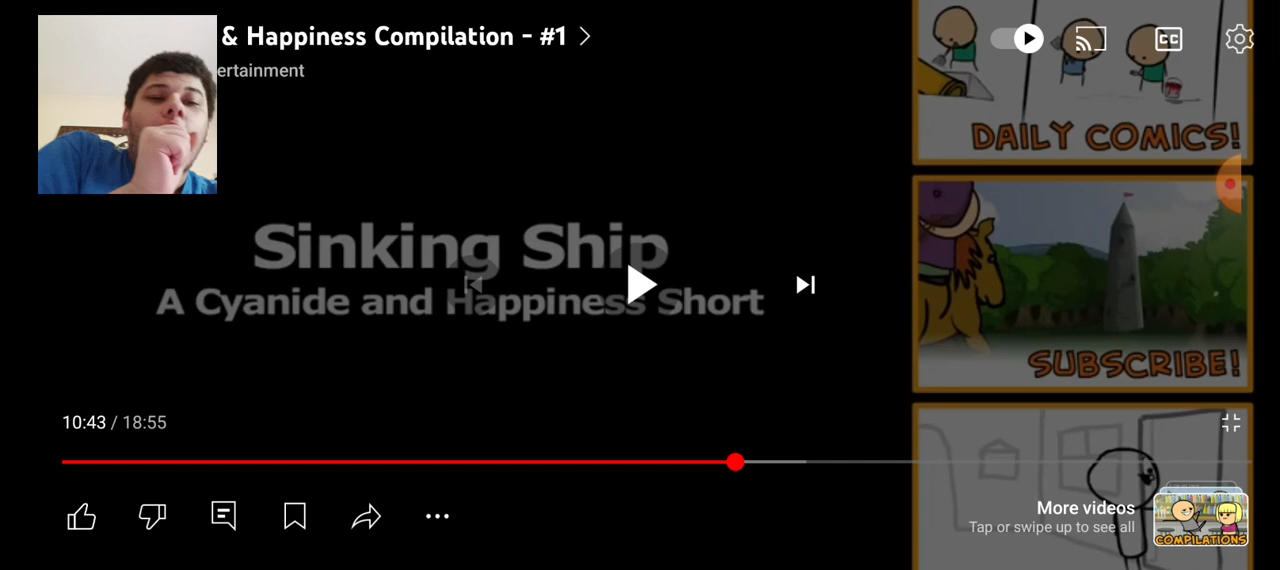 & Happiness Compilation - #1
ertainment
DAILY COMICS!
Sinking Ship
A Cyanide and Happiness Short
SUBSCRIBE!
10:43 / 18:55
More videos
Tap or swipe up to see all
COMPILATIONS
CC